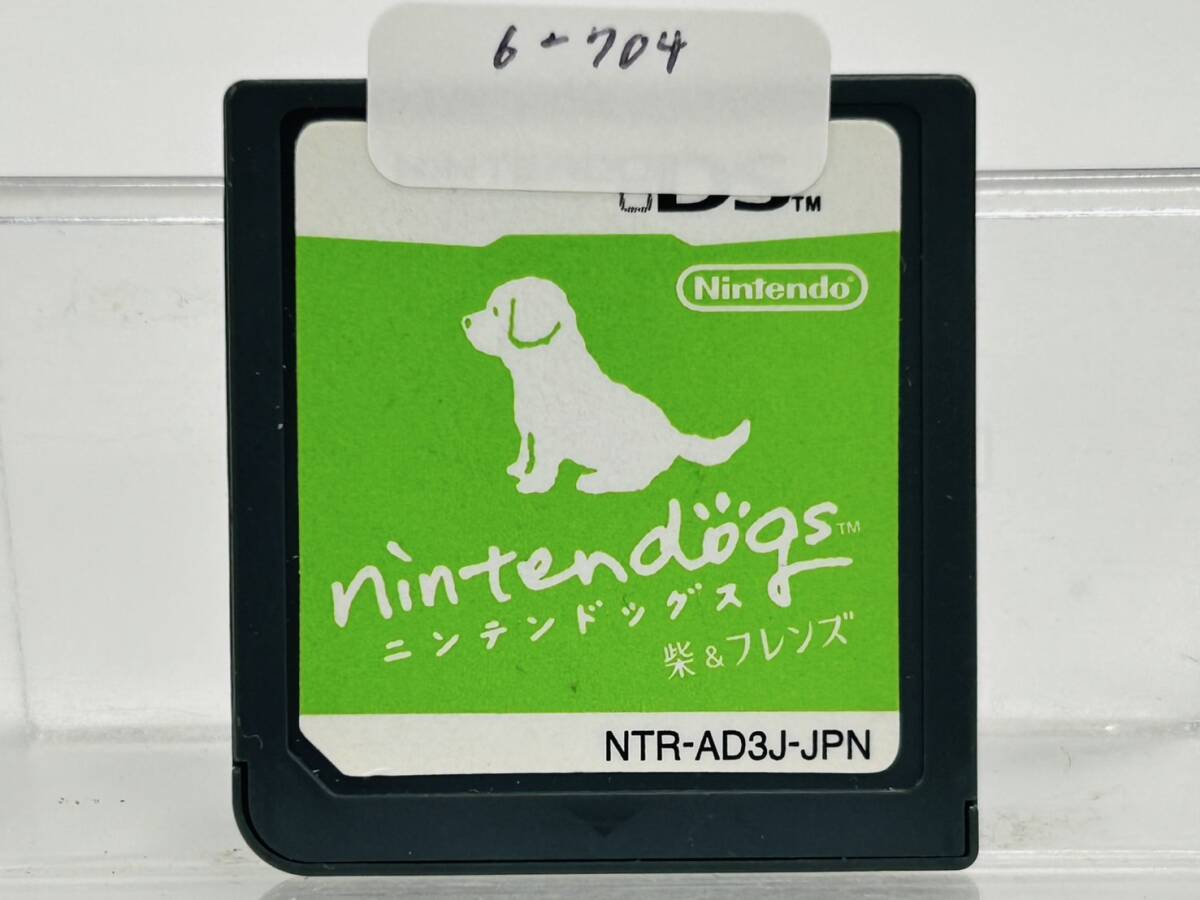 6-704
DS™
Nintendo®
nintendogs™
ニンテンドッグス
柴&フレンズ
NTR-AD3J-JPN